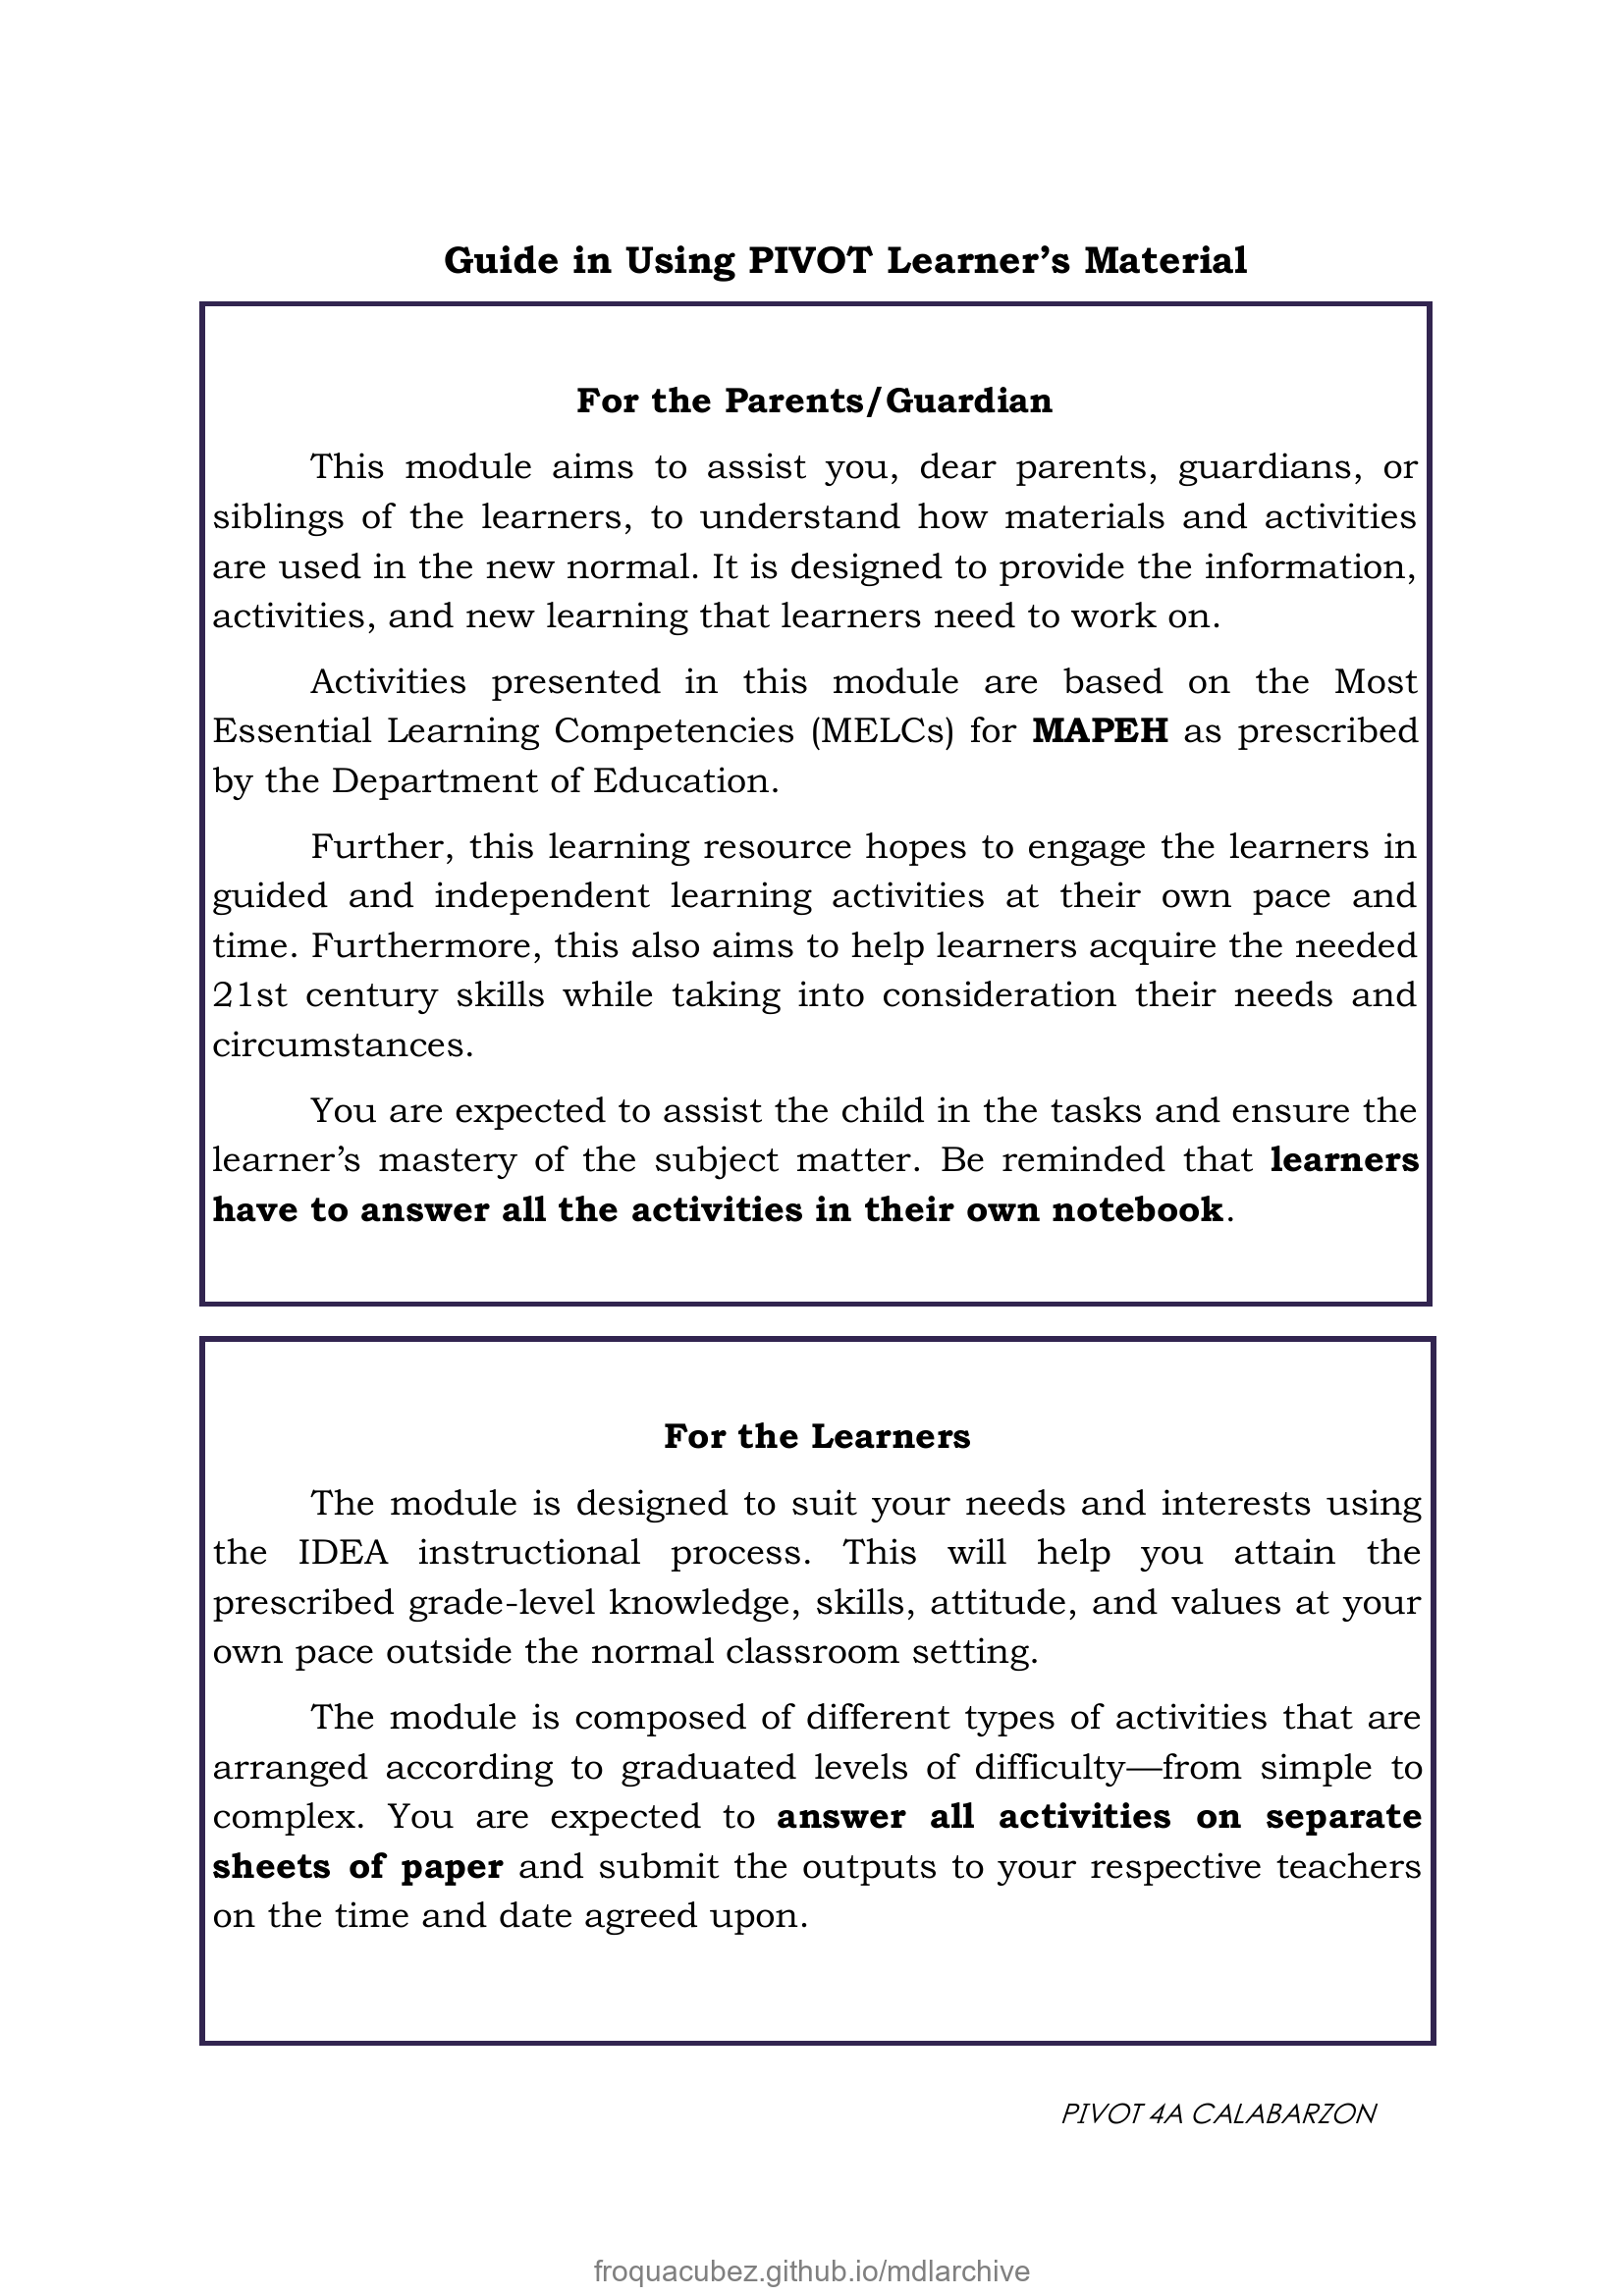 Guide in Using PIVOT Learner’s Material
For the Parents/Guardian
This module aims to assist you, dear parents, guardians, or
siblings of the learners, to understand how materials and activities
are used in the new normal. It is designed to provide the information,
activities, and new learning that learners need to work on.
Activities presented in this module are based on the Most
Essential Learning Competencies (MELCs) for MAPEH as prescribed
by the Department of Education.
Further, this learning resource hopes to engage the learners in
guided and independent learning activities at their own pace and
time. Furthermore, this also aims to help learners acquire the needed
21st century skills while taking into consideration their needs and
circumstances.
You are expected to assist the child in the tasks and ensure the
learner’s mastery of the subject matter. Be reminded that learners
have to answer all the activities in their own notebook.
For the Learners
The module is designed to suit your needs and interests using
the IDEA instructional process. This will help you attain the
prescribed grade-level knowledge, skills, attitude, and values at your
own pace outside the normal classroom setting.
The module is composed of different types of activities that are
arranged according to graduated levels of difficulty—from simple to
complex. You are expected to answer all activities on separate
sheets of paper and submit the outputs to your respective teachers
on the time and date agreed upon.
PIVOT 4A CALABARZON
froquacubez.github.io/mdlarchive